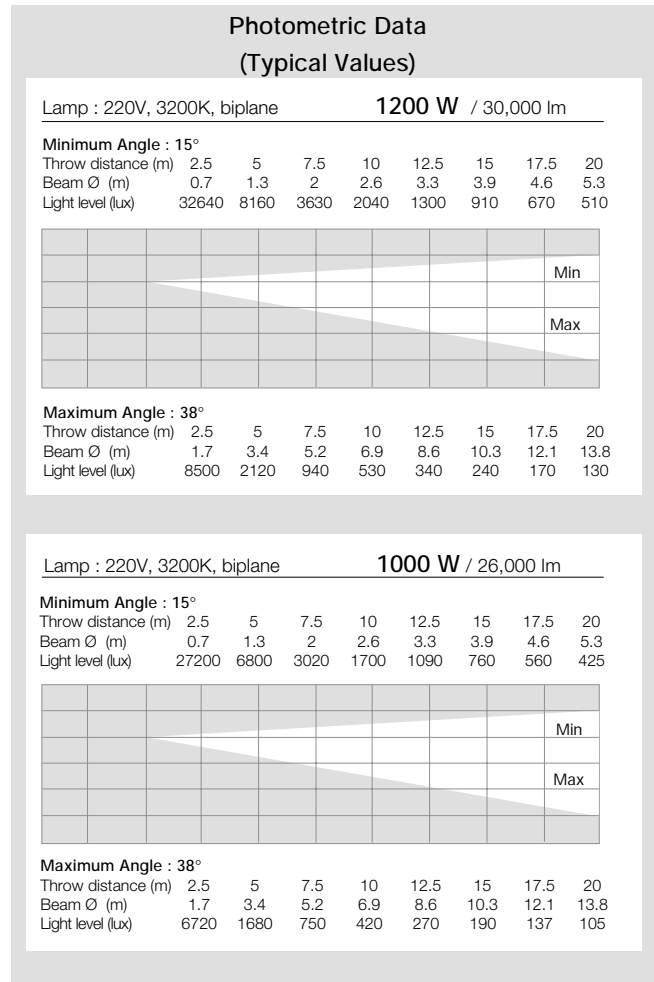 Photometric Data
(Typical Values)
Lamp : 220V, 3200K, biplane 1200 W / 30,000 lm
Minimum Angle : 15°
Throw distance (m) 2.5 5 7.5 10 12.5 15 17.5 20
Beam Ø (m) 0.7 1.3 2 2.6 3.3 3.9 4.6 5.3
Light level (lux) 32640 8160 3630 2040 1300 910 670 510
Min
Max
Maximum Angle : 38°
Throw distance (m) 2.5 5 7.5 10 12.5 15 17.5 20
Beam Ø (m) 1.7 3.4 5.2 6.9 8.6 10.3 12.1 13.8
Light level (lux) 8500 2120 940 530 340 240 170 130
Lamp : 220V, 3200K, biplane 1000 W / 26,000 lm
Minimum Angle : 15°
Throw distance (m) 2.5 5 7.5 10 12.5 15 17.5 20
Beam Ø (m) 0.7 1.3 2 2.6 3.3 3.9 4.6 5.3
Light level (lux) 27200 6800 3020 1700 1090 760 560 425
Min
Max
Maximum Angle : 38°
Throw distance (m) 2.5 5 7.5 10 12.5 15 17.5 20
Beam Ø (m) 1.7 3.4 5.2 6.9 8.6 10.3 12.1 13.8
Light level (lux) 6720 1680 750 420 270 190 137 105